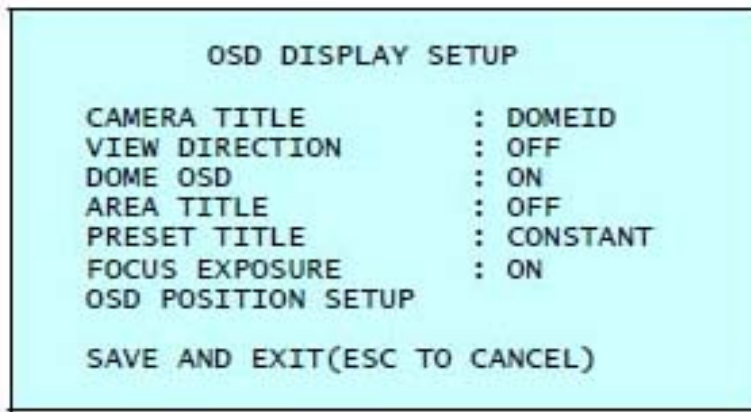 OSD DISPLAY SETUP
CAMERA TITLE : DOMEID
VIEW DIRECTION : OFF
DOME OSD : ON
AREA TITLE : OFF
PRESET TITLE : CONSTANT
FOCUS EXPOSURE : ON
OSD POSITION SETUP
SAVE AND EXIT(ESC TO CANCEL)